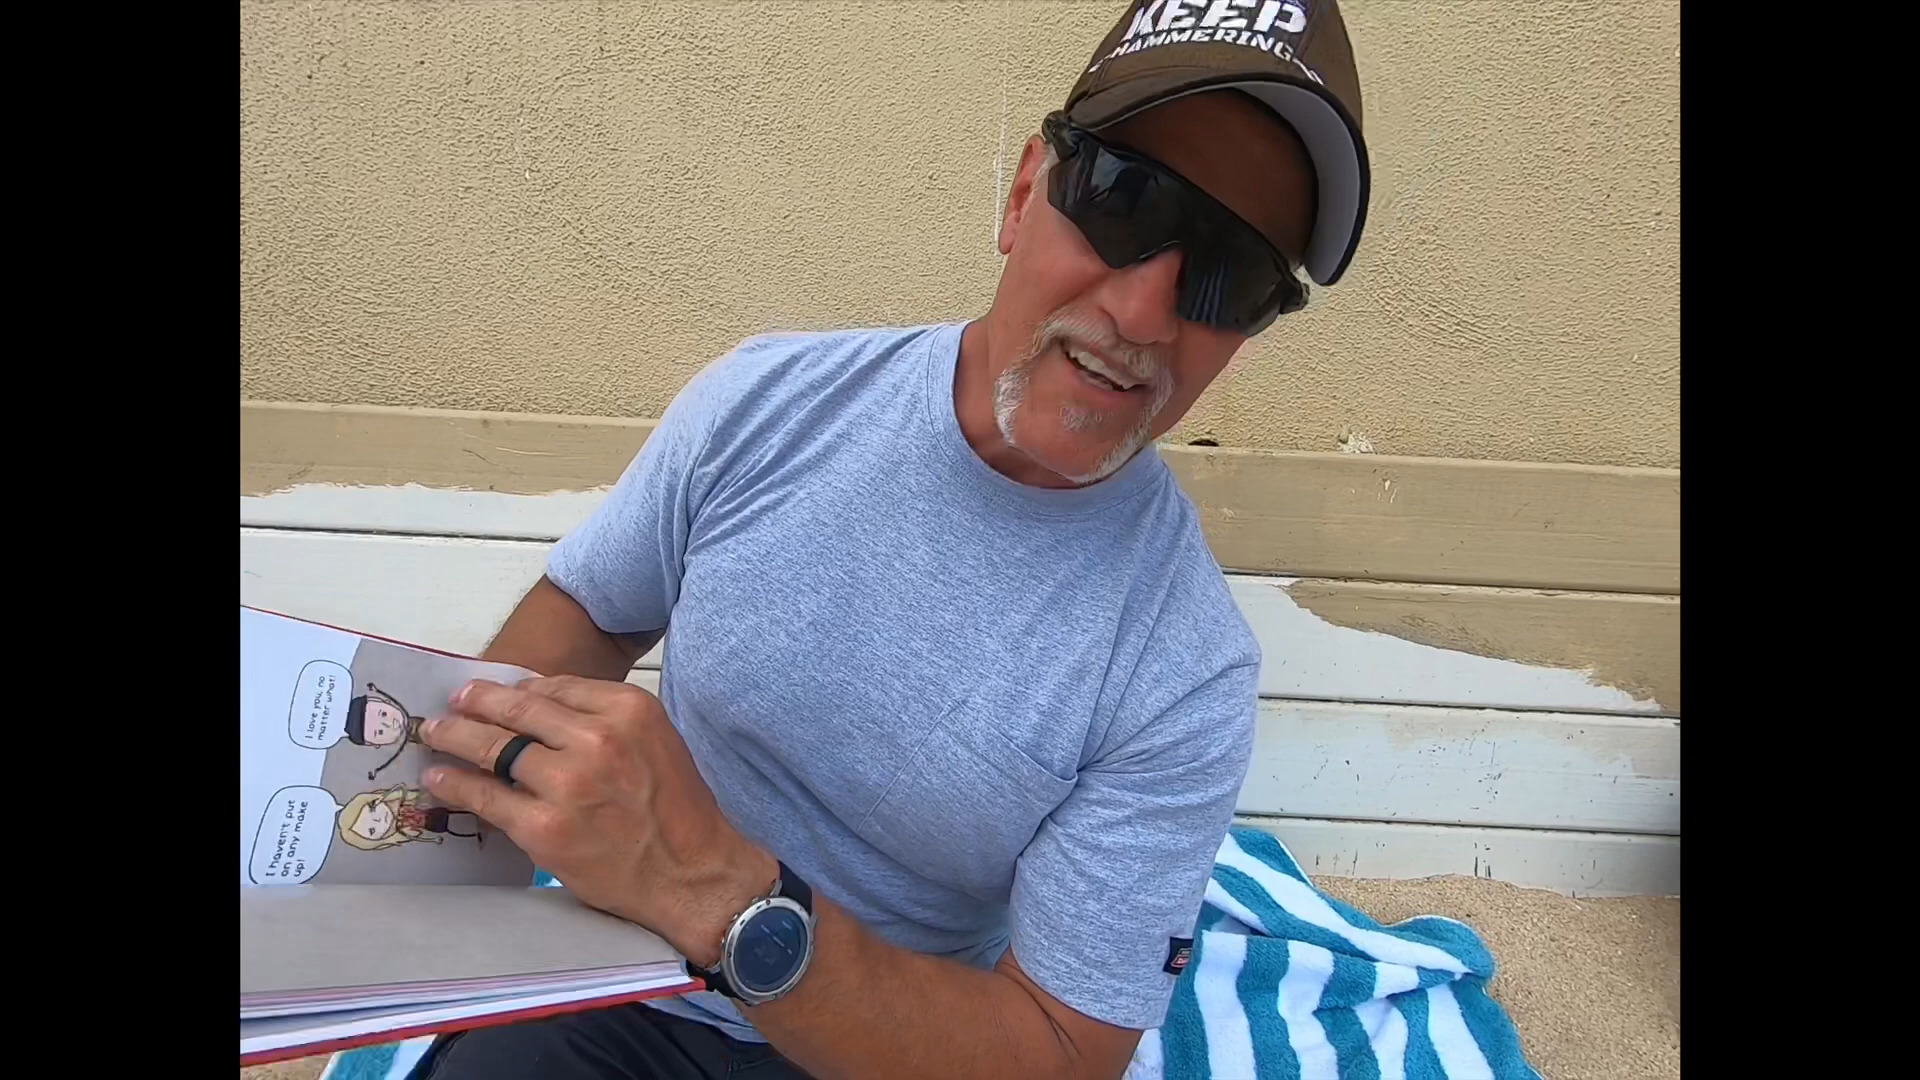 KEEP
HAMMERING
I love you, no
matter what!
I haven't put
on any make
up!